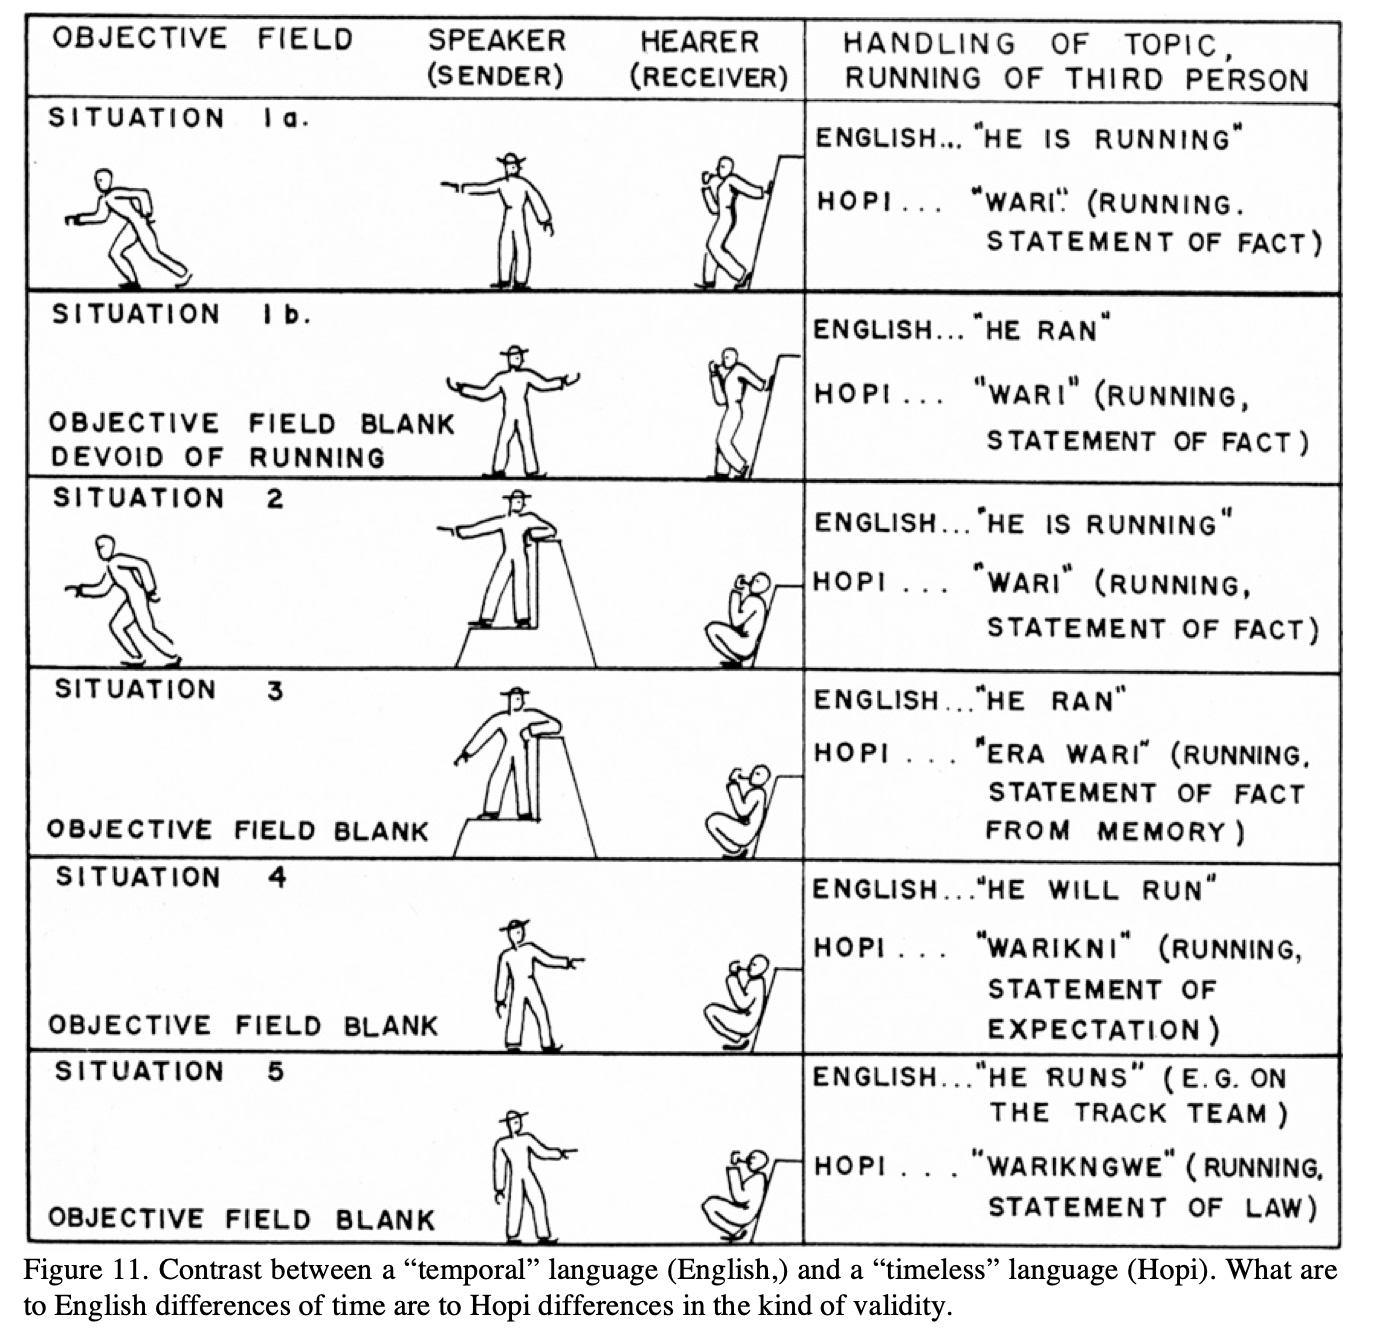 OBJECTIVE FIELD SPEAKER (SENDER) HEARER (RECEIVER) HANDLING OF TOPIC, RUNNING OF THIRD PERSON
SITUATION 1a.
ENGLISH... "HE IS RUNNING"
HOPI ... "WARI". (RUNNING.
STATEMENT OF FACT)
SITUATION 1b.
OBJECTIVE FIELD BLANK
DEVOID OF RUNNING
ENGLISH... "HE RAN"
HOPI ... "WARI" (RUNNING,
STATEMENT OF FACT)
SITUATION 2
ENGLISH... "HE IS RUNNING"
HOPI ... "WARI" (RUNNING,
STATEMENT OF FACT)
SITUATION 3
OBJECTIVE FIELD BLANK
ENGLISH... "HE RAN"
HOPI ... "ERA WARI" (RUNNING,
STATEMENT OF FACT
FROM MEMORY)
SITUATION 4
OBJECTIVE FIELD BLANK
ENGLISH... "HE WILL RUN"
HOPI ... "WARIKNI" (RUNNING,
STATEMENT OF
EXPECTATION)
SITUATION 5
OBJECTIVE FIELD BLANK
ENGLISH... "HE RUNS" (E.G. ON
THE TRACK TEAM)
HOPI ... "WARIKNGWE" (RUNNING,
STATEMENT OF LAW)
Figure 11. Contrast between a “temporal” language (English,) and a “timeless” language (Hopi). What are
to English differences of time are to Hopi differences in the kind of validity.